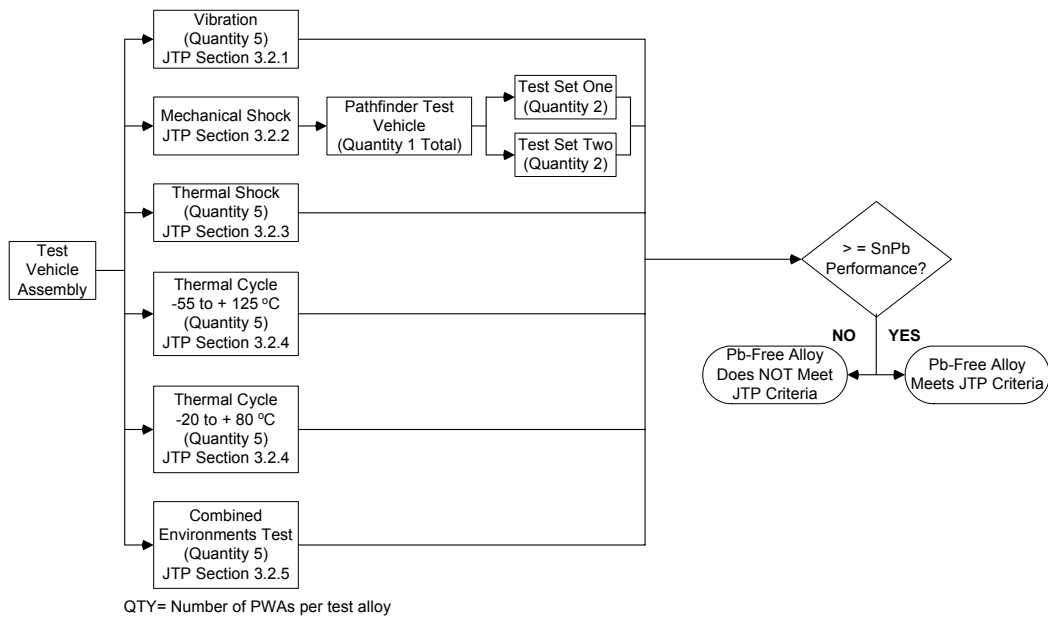 Vibration
(Quantity 5)
JTP Section 3.2.1
Mechanical Shock
JTP Section 3.2.2
Pathfinder Test
Vehicle
(Quantity 1 Total)
Test Set One
(Quantity 2)
Test Set Two
(Quantity 2)
Thermal Shock
(Quantity 5)
JTP Section 3.2.3
Test
Vehicle
Assembly
Thermal Cycle
-55 to + 125 ºC
(Quantity 5)
JTP Section 3.2.4
Thermal Cycle
-20 to + 80 ºC
(Quantity 5)
JTP Section 3.2.4
Combined
Environments Test
(Quantity 5)
JTP Section 3.2.5
> = SnPb
Performance?
NO
YES
Pb-Free Alloy
Does NOT Meet
JTP Criteria
Pb-Free Alloy
Meets JTP Criteria
QTY= Number of PWAs per test alloy